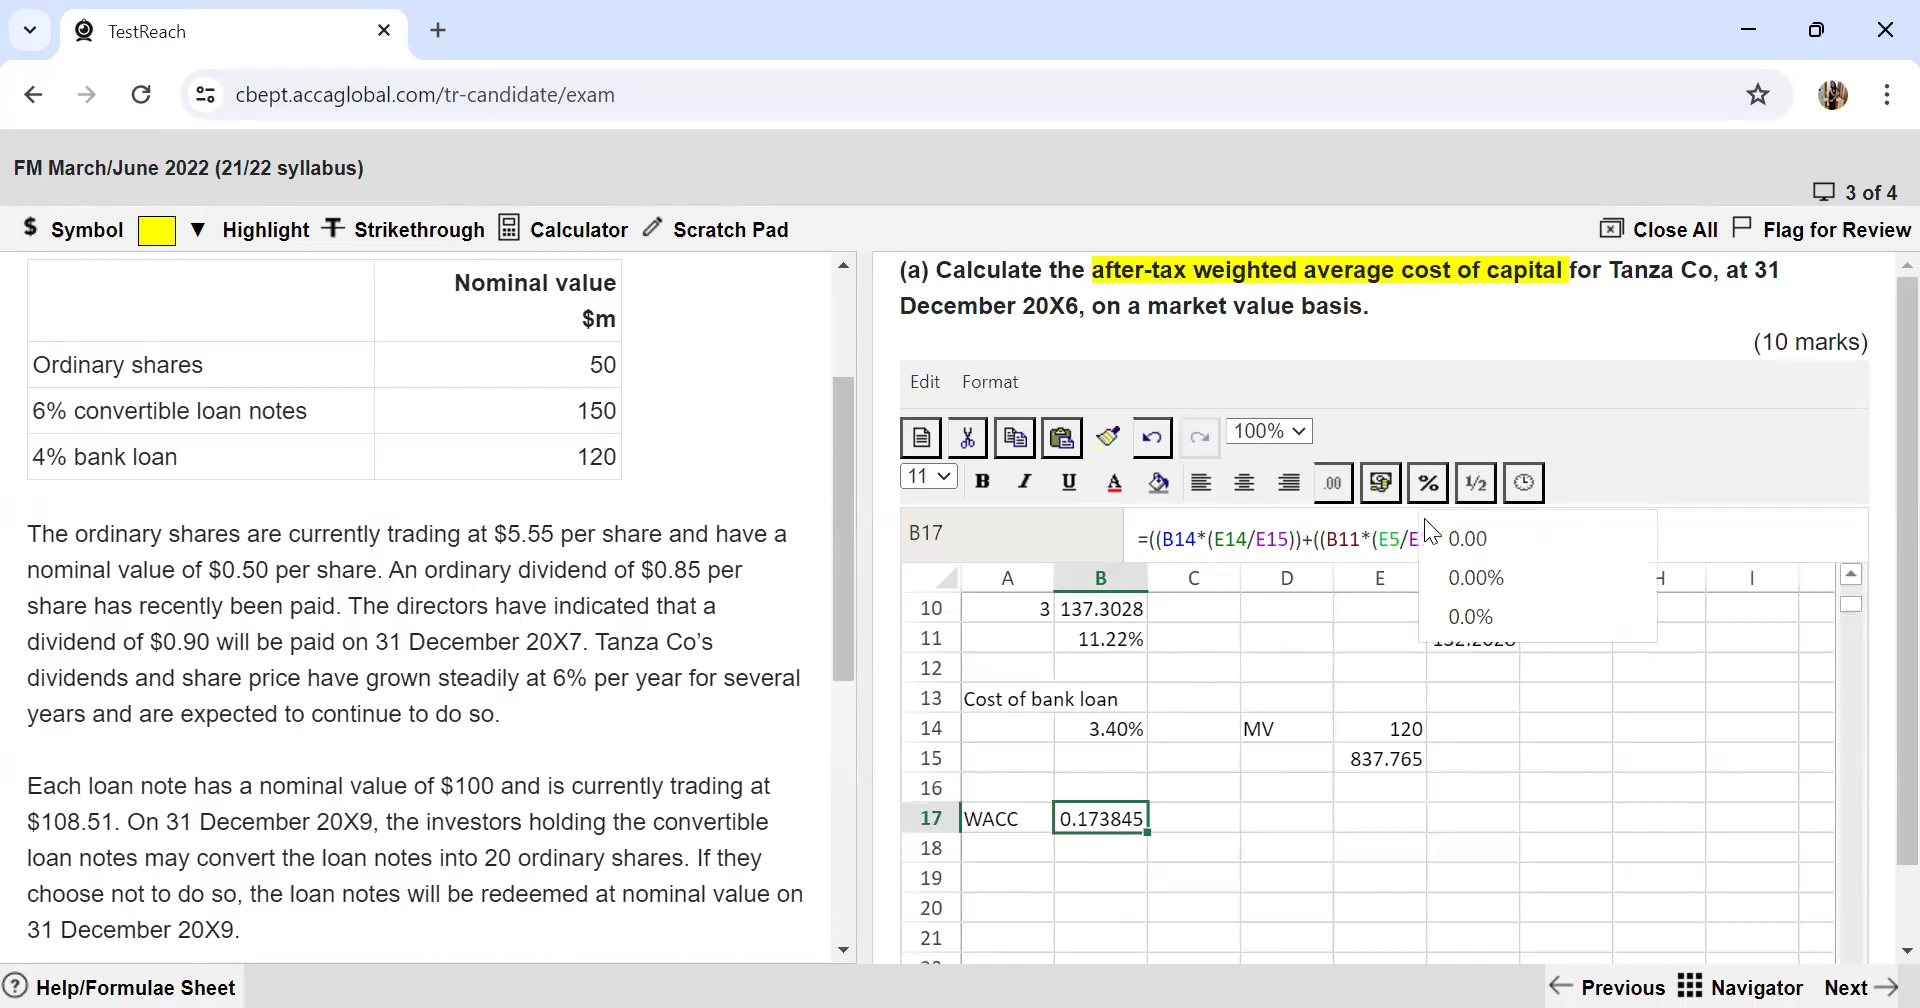 TestReach
cbept.accaglobal.com/tr-candidate/exam
FM March/June 2022 (21/22 syllabus)
3 of 4
$ Symbol Highlight Strikethrough Calculator Scratch Pad Close All Flag for Review
Nominal value
$m
Ordinary shares 50
6% convertible loan notes 150
4% bank loan 120
The ordinary shares are currently trading at $5.55 per share and have a
nominal value of $0.50 per share. An ordinary dividend of $0.85 per
share has recently been paid. The directors have indicated that a
dividend of $0.90 will be paid on 31 December 20X7. Tanza Co’s
dividends and share price have grown steadily at 6% per year for several
years and are expected to continue to do so.
Each loan note has a nominal value of $100 and is currently trading at
$108.51. On 31 December 20X9, the investors holding the convertible
loan notes may convert the loan notes into 20 ordinary shares. If they
choose not to do so, the loan notes will be redeemed at nominal value on
31 December 20X9.
(a) Calculate the after-tax weighted average cost of capital for Tanza Co, at 31
December 20X6, on a market value basis.
(10 marks)
Edit Format
100%
11 B I U A .00 % 1/2
B17 =((B14*(E14/E15))+((B11*(E5/E
0.00
0.00%
0.0%
A B C D E H I
10 3 137.3028
11 11.22%
12
13 Cost of bank loan
14 3.40% MV 120
15 837.765
16
17 WACC 0.173845
18
19
20
21
? Help/Formulae Sheet Previous Navigator Next